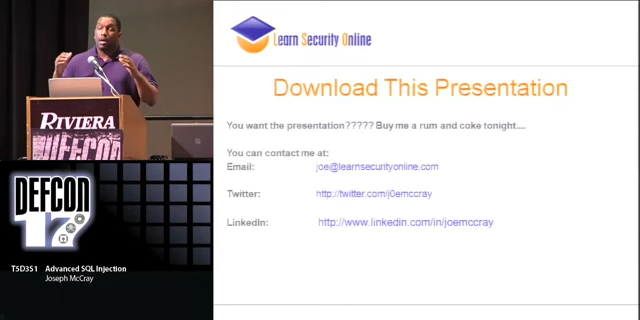 Learn Security Online
Download This Presentation
You want the presentation????? Buy me a rum and coke tonight....
You can contact me at:
Email: joe@learnsecurityonline.com
Twitter: http://twitter.com/j0emccray
LinkedIn: http://www.linkedin.com/in/joemccray
RIVIERA
DEFCON
DEFCON
17
T5D3S1 Advanced SQL Injection
Joseph McCray